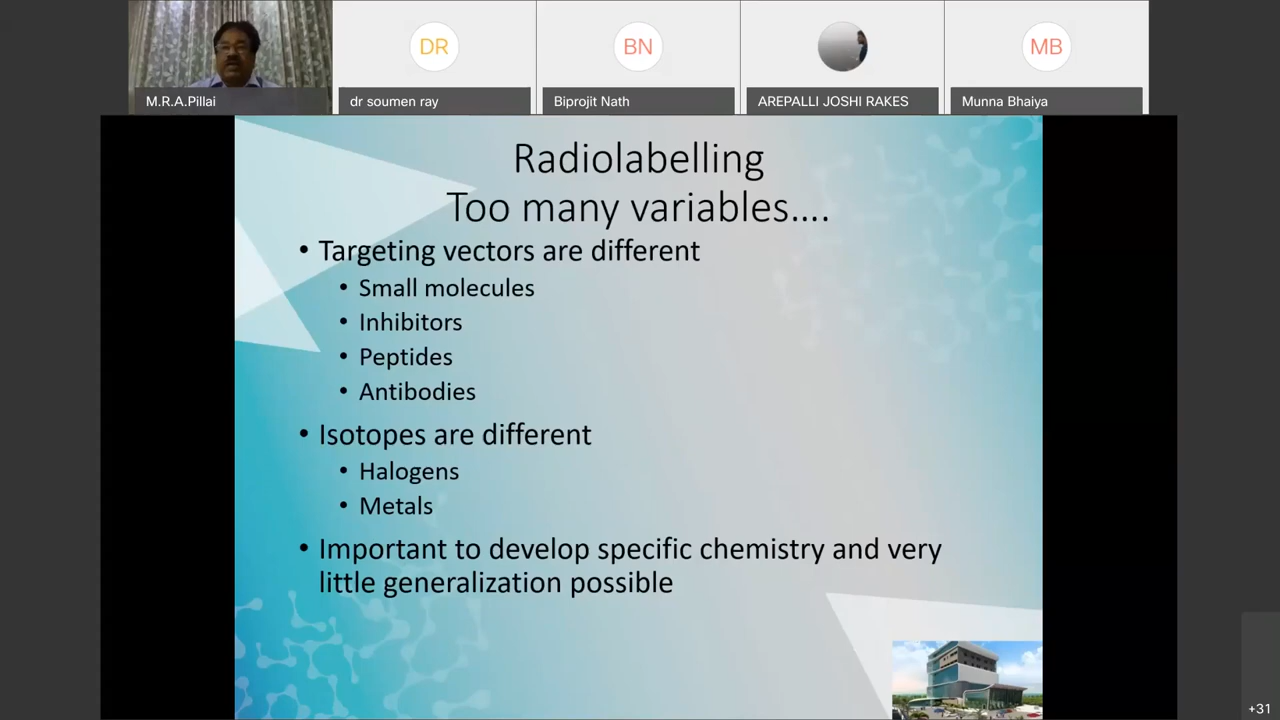 DR
BN
MB
M.R.A.Pillai
dr soumen ray
Biprojit Nath
AREPALLI JOSHI RAKES
Munna Bhaiya
Radiolabelling
Too many variables....
• Targeting vectors are different
• Small molecules
• Inhibitors
• Peptides
• Antibodies
• Isotopes are different
• Halogens
• Metals
• Important to develop specific chemistry and very
little generalization possible
+31